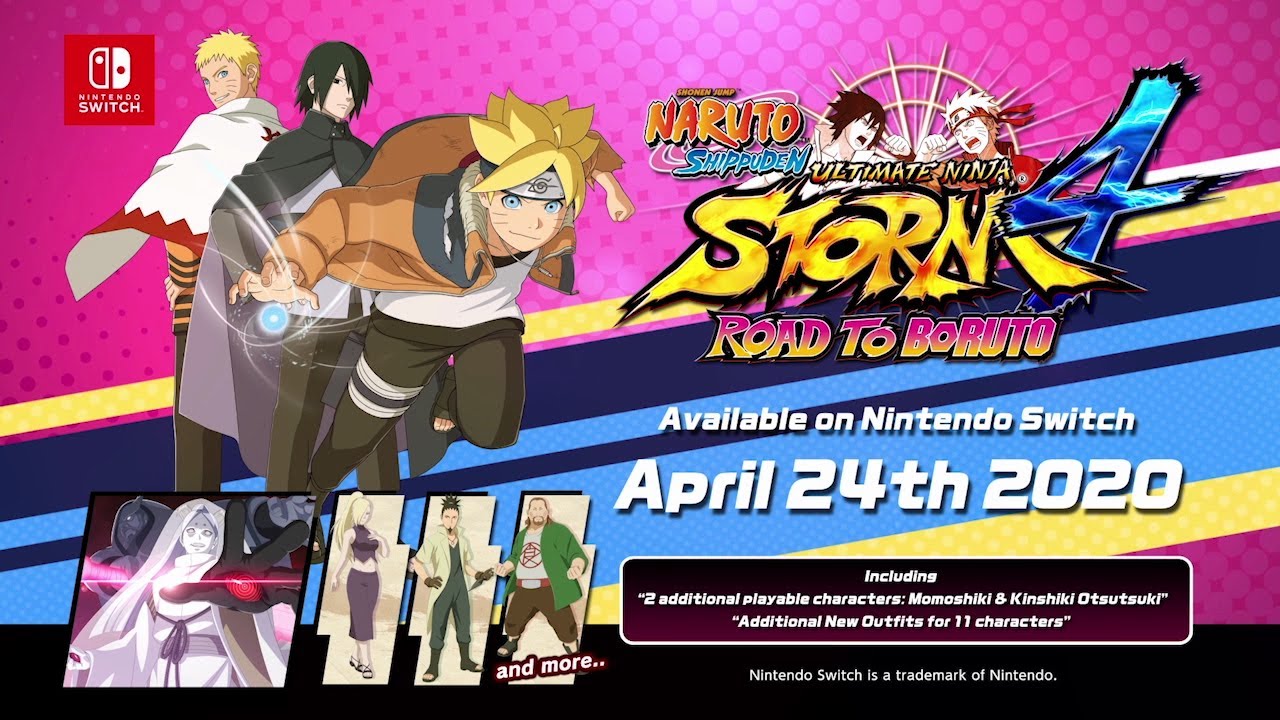 NINTENDO
SWITCH
SHONEN JUMP
NARUTO
SHIPPUDEN
ULTIMATE NINJA®
STORM 4
ROAD TO BORUTO
Available on Nintendo Switch
April 24th 2020
Including
“2 additional playable characters: Momoshiki & Kinshiki Otsutsuki”
“Additional New Outfits for 11 characters”
and more..
Nintendo Switch is a trademark of Nintendo.